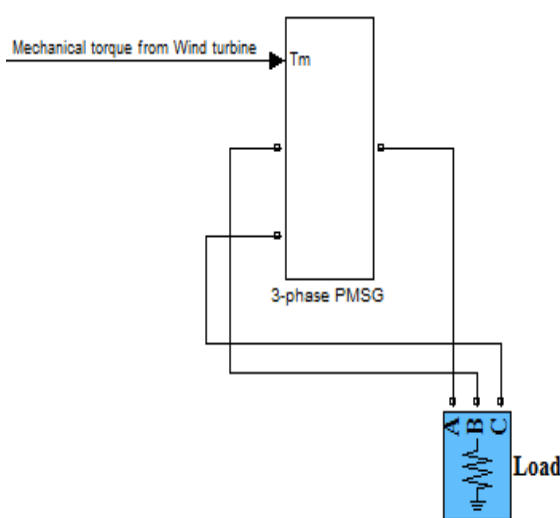 Mechanical torque from Wind turbine
Tm
3-phase PMSG
A B C
Load